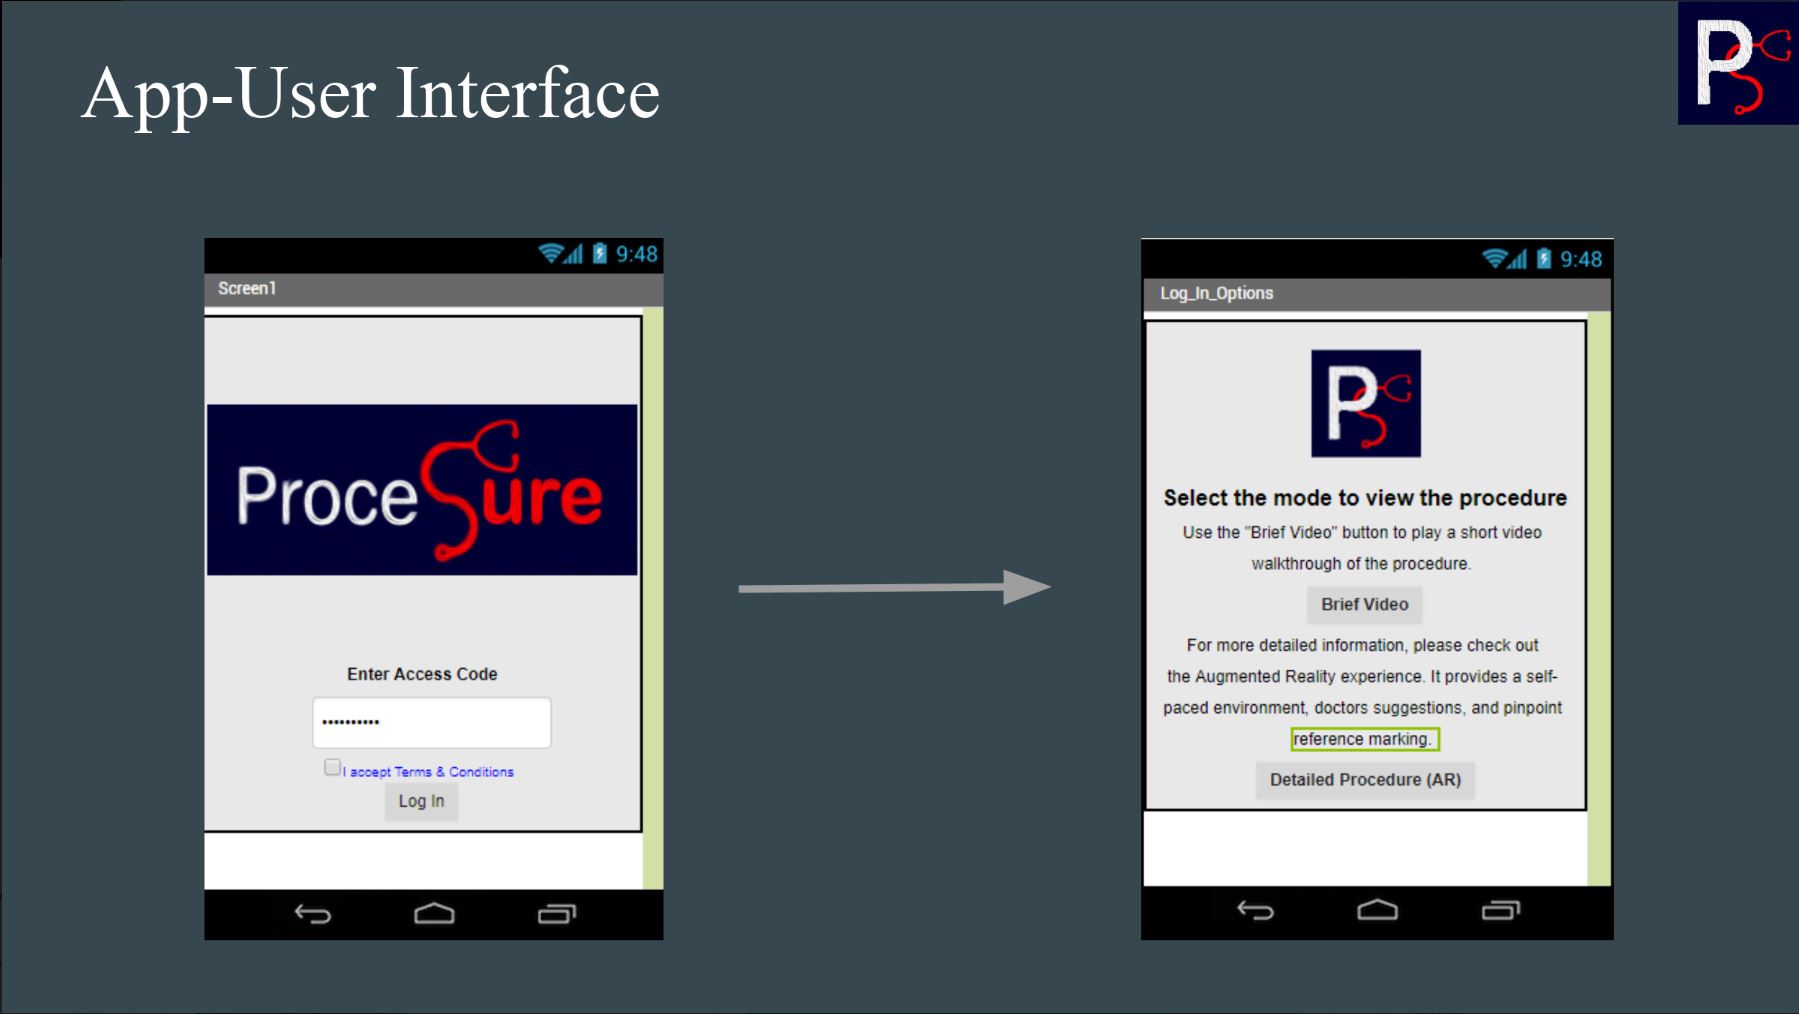 App-User Interface
PS
9:48
Screen1
ProceSure
Enter Access Code
••••••••••
I accept Terms & Conditions
Log In
9:48
Log_In_Options
PS
Select the mode to view the procedure
Use the "Brief Video" button to play a short video
walkthrough of the procedure.
Brief Video
For more detailed information, please check out
the Augmented Reality experience. It provides a self-
paced environment, doctors suggestions, and pinpoint
reference marking.
Detailed Procedure (AR)